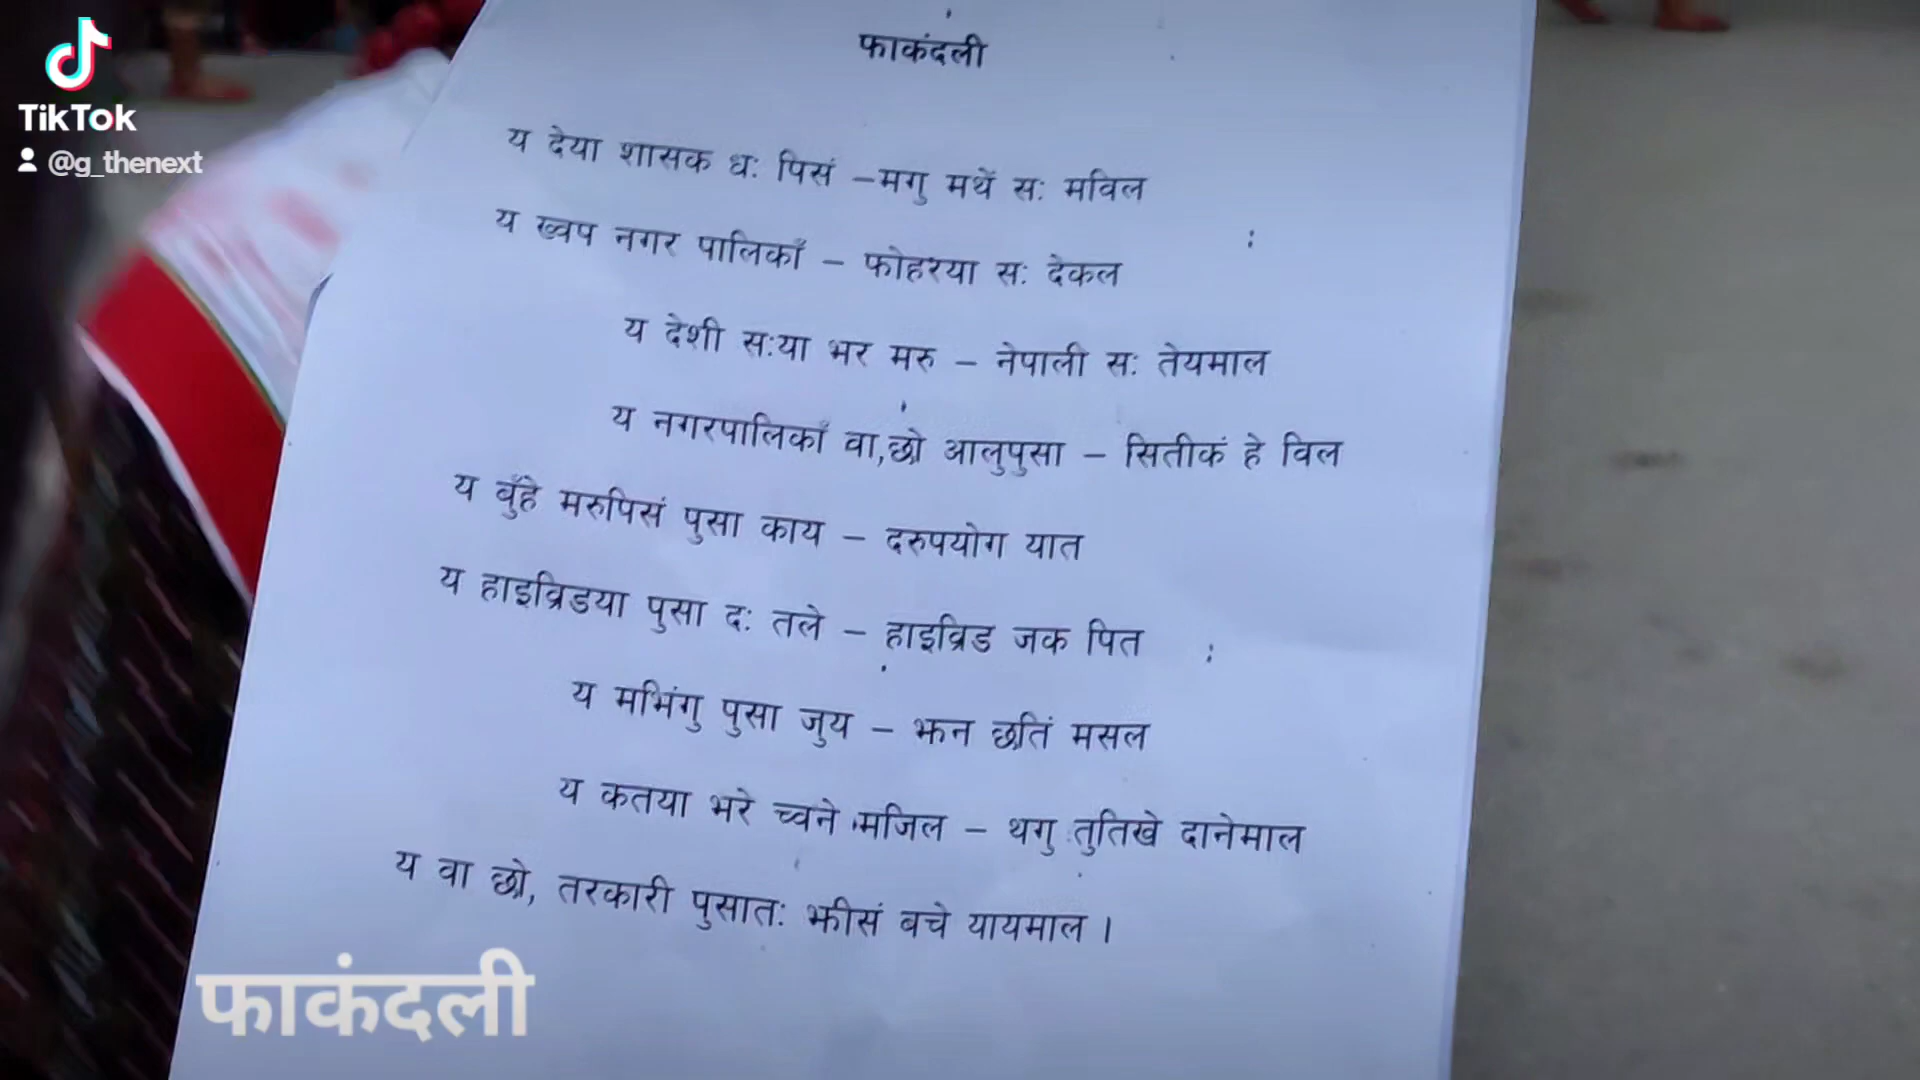 TikTok
@g_thenext
फाकंदली
य देया शासक धः पिसं – मगु मथें सः मविल
य ख्वप नगर पालिकाँ – फोहरया सः देकल
य देशी सःया भर मरु – नेपाली सः तेयमाल
य नगरपालिकाँ वा,छो आलुपुसा – सितीकं हे विल
य बुँहे मरुपिसं पुसा काय – दरुपयोग यात
य हाइब्रिडया पुसा दः तले – हाइब्रिड जक पित
य मभिंगु पुसा जुय – झन छतिं मसल
य कतया भरे च्वने मजिल – थगु तुतिखे दानेमाल
य वा छो, तरकारी पुसातः झीसं बचे यायमाल ।
फाकंदली